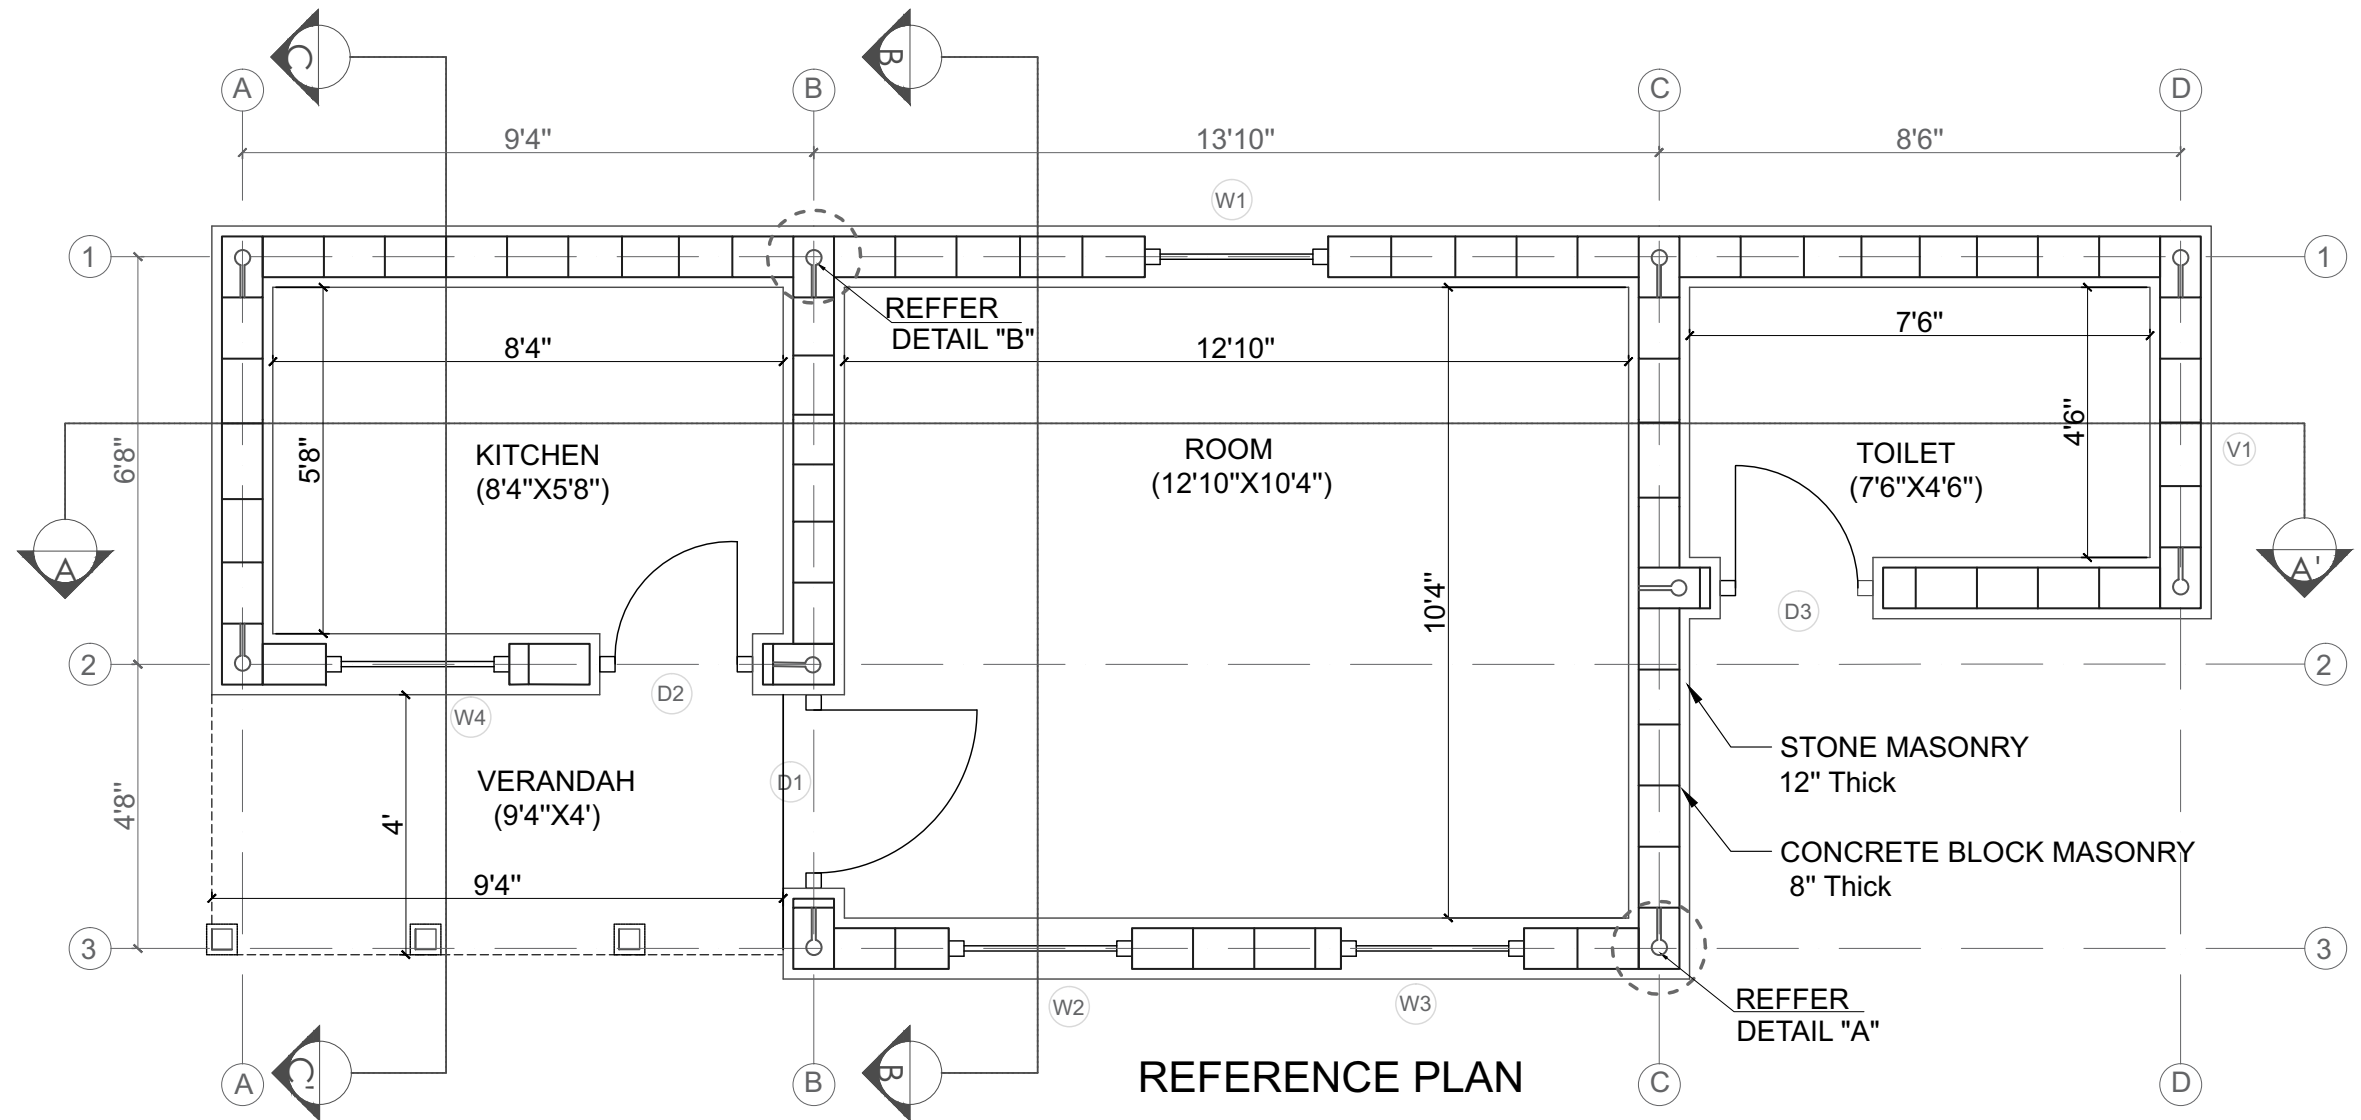 C
B
A
B
C
D
9'4"
13'10"
8'6"
W1
1
1
REFFER
DETAIL "B"
8'4"
12'10"
7'6"
6'8"
5'8"
KITCHEN
(8'4"X5'8")
ROOM
(12'10"X10'4")
TOILET
(7'6"X4'6")
4'6"
V1
A
A'
10'4"
D3
2
2
D2
W4
STONE MASONRY
12" Thick
VERANDAH
(9'4"X4')
D1
4'8"
4'
CONCRETE BLOCK MASONRY
8" Thick
9'4"
3
3
W2
W3
REFFER
DETAIL "A"
C'
B
A
B
C
D
REFERENCE PLAN